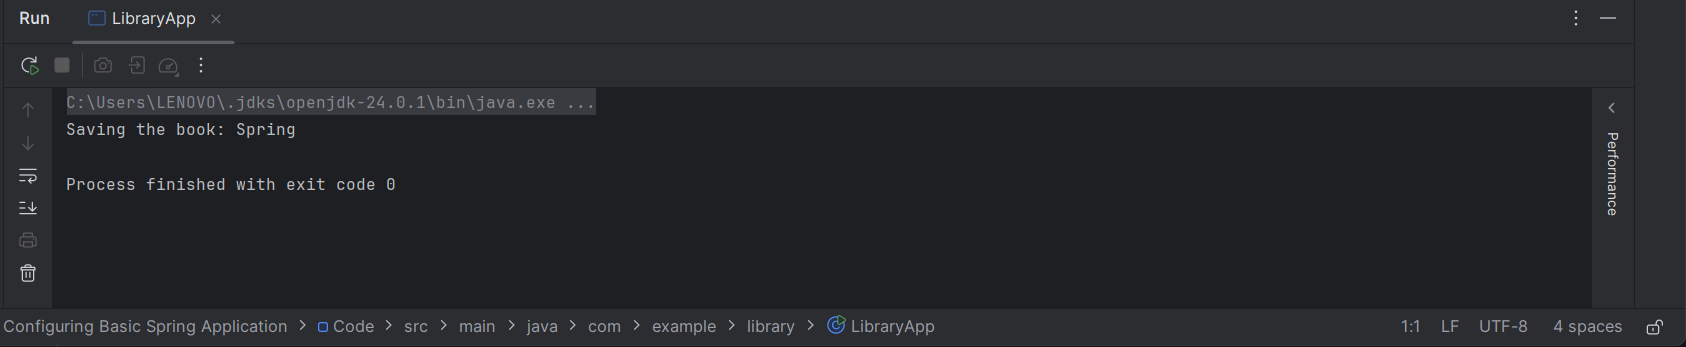 Run LibraryApp
C:\Users\LENOVO\.jdks\openjdk-24.0.1\bin\java.exe ...
Saving the book: Spring
Process finished with exit code 0
Performance
Configuring Basic Spring Application > Code > src > main > java > com > example > library > LibraryApp 1:1 LF UTF-8 4 spaces